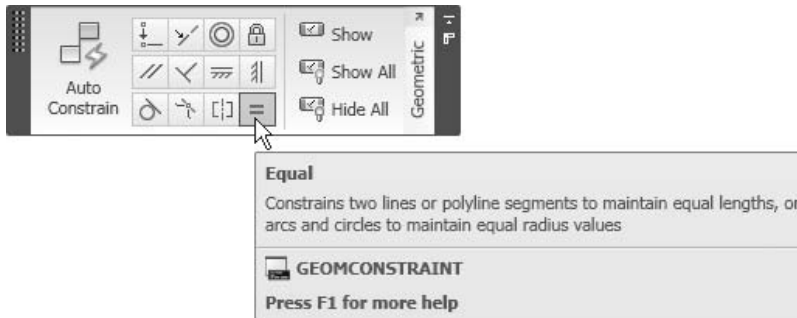 Auto
Constrain
Show
Show All
Hide All
Geometric
Equal
Constrains two lines or polyline segments to maintain equal lengths, or
arcs and circles to maintain equal radius values
GEOMCONSTRAINT
Press F1 for more help